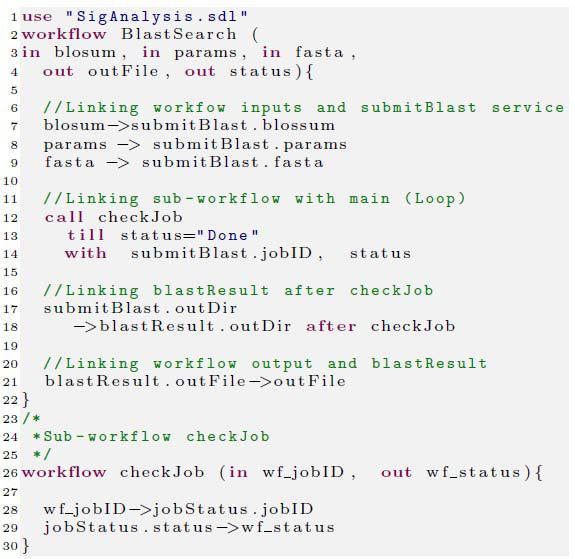 1 use "SigAnalysis.sdl"
2 workflow BlastSearch (
3 in blosum, in params, in fasta,
4 out outFile, out status){
5
6 //Linking workfow inputs and submitBlast service
7 blosum->submitBlast.blossum
8 params -> submitBlast.params
9 fasta -> submitBlast.fasta
10
11 //Linking sub-workflow with main (Loop)
12 call checkJob
13 till status="Done"
14 with submitBlast.jobID, status
15
16 //Linking blastResult after checkJob
17 submitBlast.outDir
18 ->blastResult.outDir after checkJob
19
20 //Linking workflow output and blastResult
21 blastResult.outFile->outFile
22 }
23 /*
24 *Sub-workflow checkJob
25 */
26 workflow checkJob (in wf_jobID, out wf_status){
27
28 wf_jobID->jobStatus.jobID
29 jobStatus.status->wf_status
30 }